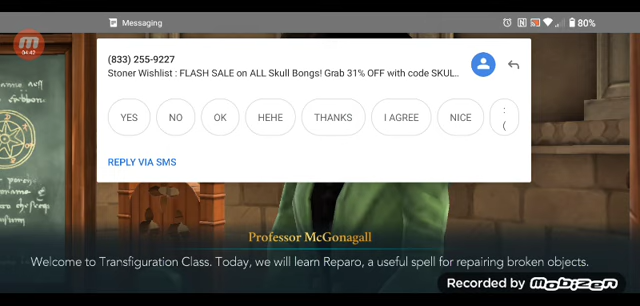 Messaging
80%
04:42
(833) 255-9227
Stoner Wishlist : FLASH SALE on ALL Skull Bongs! Grab 31% OFF with code SKUL..
YES NO OK HEHE THANKS I AGREE NICE : (
REPLY VIA SMS
Professor McGonagall
Welcome to Transfiguration Class. Today, we will learn Reparo, a useful spell for repairing broken objects.
Recorded by mobizen